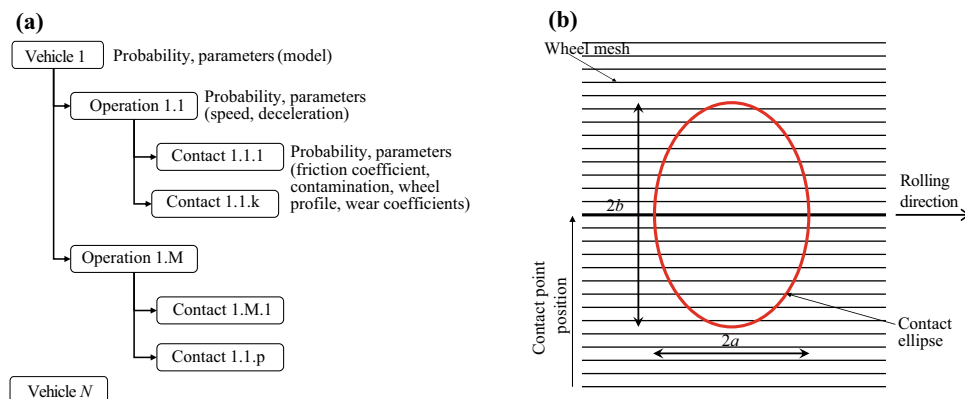 (a)
Vehicle 1
Probability, parameters (model)
Operation 1.1
Probability, parameters
(speed, deceleration)
Contact 1.1.1
Contact 1.1.k
Probability, parameters
(friction coefficient,
contamination, wheel
profile, wear coefficients)
Operation 1.M
Contact 1.M.1
Contact 1.1.p
Vehicle N
(b)
Wheel mesh
2b
Rolling
direction
Contact point
position
2a
Contact
ellipse